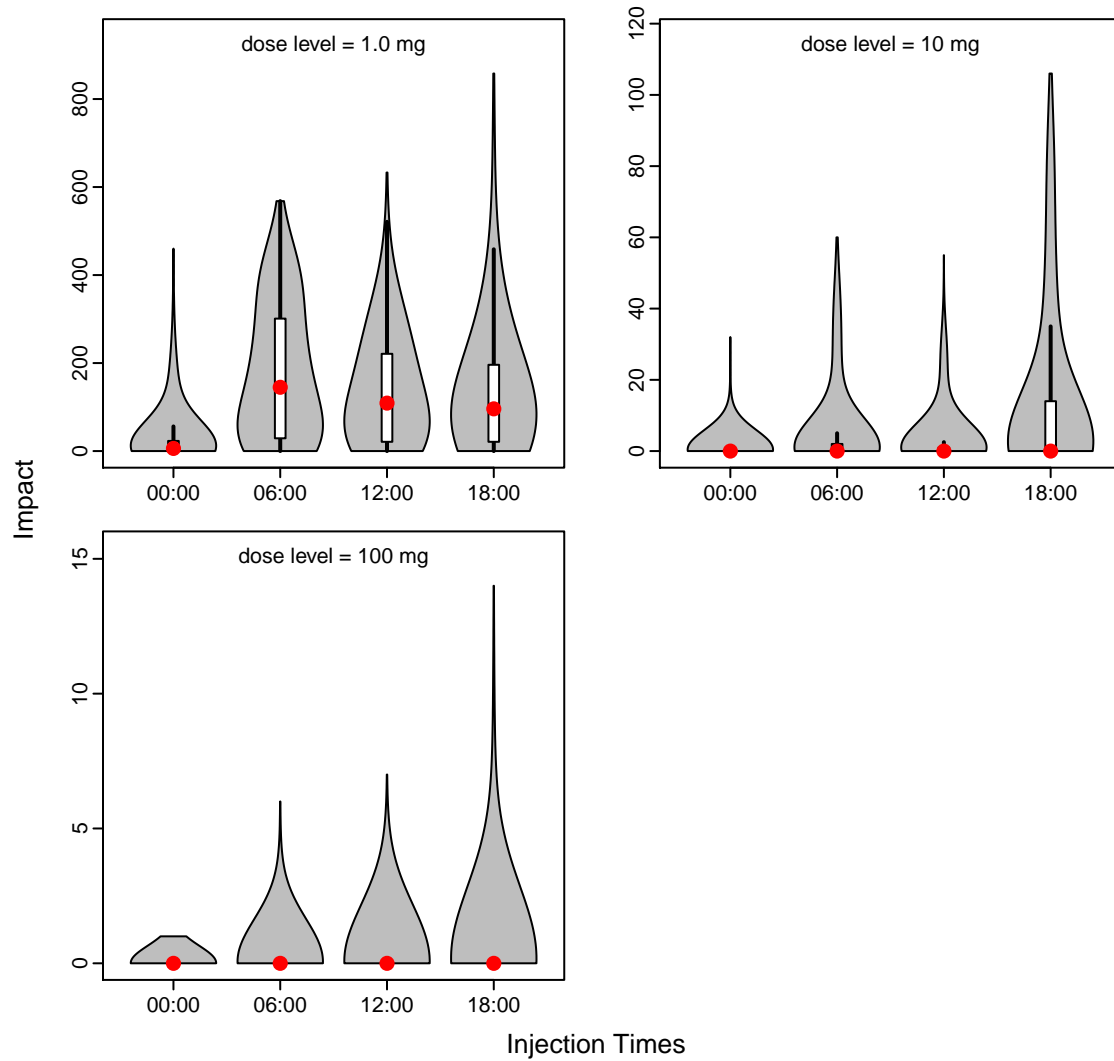 dose level = 1.0 mg
800
600
400
200
0
00:00 06:00 12:00 18:00
dose level = 10 mg
120
100
80
60
40
20
0
00:00 06:00 12:00 18:00
Impact
dose level = 100 mg
15
10
5
0
00:00 06:00 12:00 18:00
Injection Times